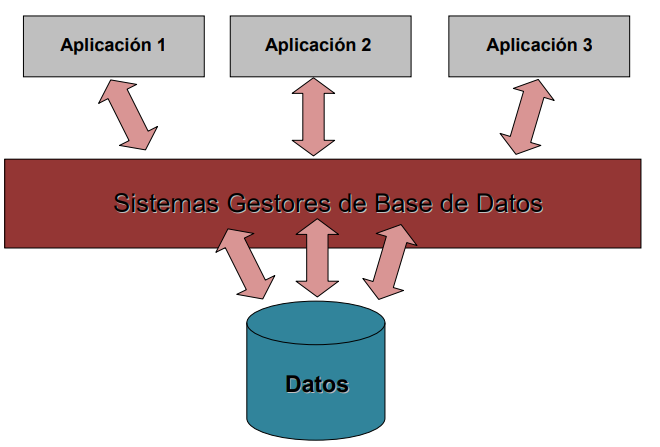 Aplicación 1
Aplicación 2
Aplicación 3
Sistemas Gestores de Base de Datos
Datos